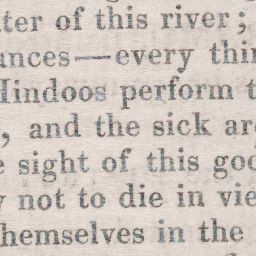 ter of this river;
ances—every thin
Hindoos perform t
, and the sick ar
e sight of this goo
y not to die in vie
hemselves in the